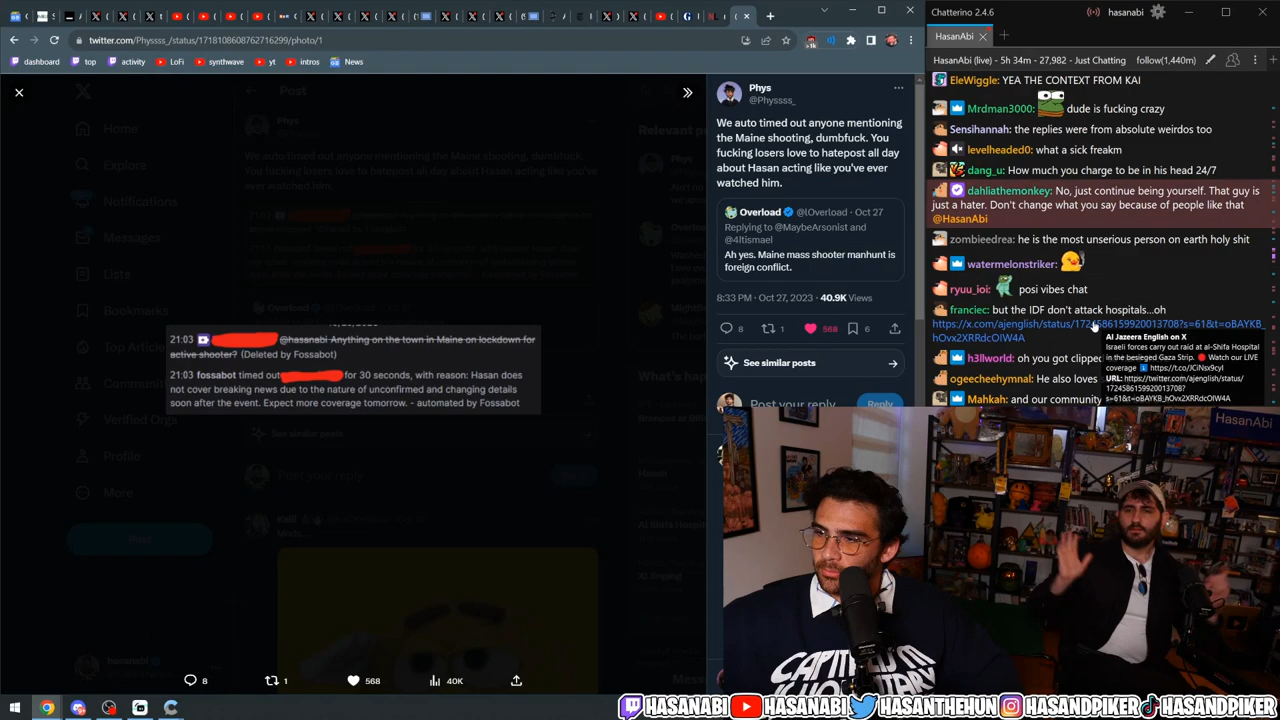 twitter.com/Physsss_/status/1718108608762716299/photo/1
dashboard
top
activity
LoFi
synthwave
yt
intros
News
Home
Explore
Notifications
Messages
Lists
Bookmarks
Communities
Verified Orgs
Profile
More
Post
21:03 @hasanabi Anything on the town in Maine on lockdown for
active shooter? (Deleted by Fossabot)
21:03 fossabot timed out for 30 seconds, with reason: Hasan does
not cover breaking news due to the nature of unconfirmed and changing details
soon after the event. Expect more coverage tomorrow. - automated by Fossabot
8
1
568
40K
Phys
@Physsss_
We auto timed out anyone mentioning
the Maine shooting, dumbfuck. You
fucking losers love to hatepost all day
about Hasan acting like you've ever
watched him.
Overload @lOverload · Oct 27
Replying to @MaybeArsonist and
@4ltismael
Ah yes. Maine mass shooter manhunt is
foreign conflict.
8:33 PM · Oct 27, 2023 · 40.9K Views
8
1
568
6
See similar posts
Post your reply
Reply
Chatterino 2.4.6
hasanabi
HasanAbi
HasanAbi (live) - 5h 34m - 27,982 - Just Chatting
follow(1,440m)
EleWiggle: YEA THE CONTEXT FROM KAI
Mrdman3000: dude is fucking crazy
Sensihannah: the replies were from absolute weirdos too
levelheaded0: what a sick freakm
dang_u: How much you charge to be in his head 24/7
dahliathemonkey: No, just continue being yourself. That guy is
just a hater. Don't change what you say because of people like that
@HasanAbi
zombieedrea: he is the most unserious person on earth holy shit
watermelonstriker:
ryuu_ioi: posi vibes chat
franciec: but the IDF don't attack hospitals...oh
https://x.com/ajenglish/status/1724586159920013708?s=61&t=oBAYKB_
hOvx2XRRdcOIW4A
Al Jazeera English on X
Israeli forces carry out raid at al-Shifa Hospital
in the besieged Gaza Strip. Watch our LIVE
coverage https://t.co/JCiNsx9cyI
URL: https://twitter.com/ajenglish/status/
1724586159920013708?
s=61&t=oBAYKB_hOvx2XRRdcOIW4A
h3llworld: oh you got clipped
ogeecheehymnal: He also loves
Mahkah: and our community
HasanAbi
HASANABI
HASANABI
HASANTHEHUN
HASANDPIKER
HASANDPIKER